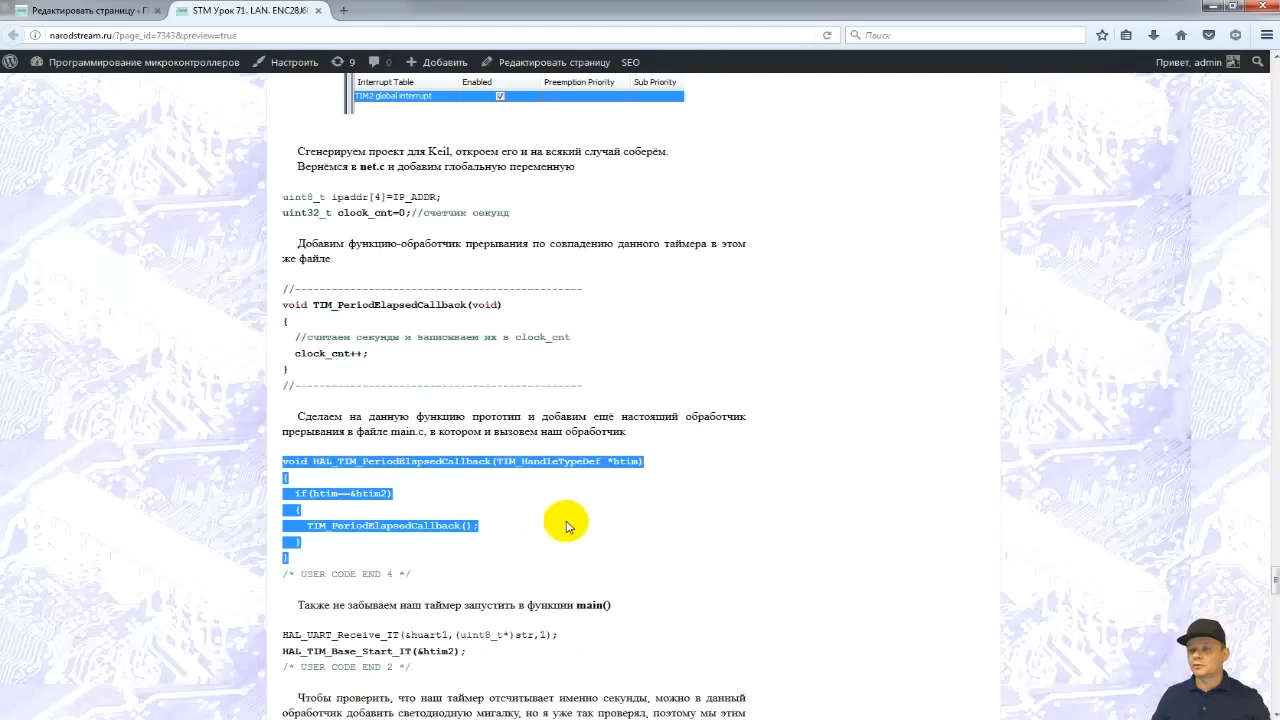 Редактировать страницу ‹ П
STM Урок 71. LAN. ENC28J6
narodstream.ru/?page_id=7343&preview=true
Поиск
Программирование микроконтроллеров
Настроить
9
0
Добавить
Редактировать страницу
SEO
Привет, admin
Interrupt Table Enabled Preemption Priority Sub Priority
TIM2 global interrupt
Сгенерируем проект для Keil, откроем его и на всякий случай соберём.
Вернёмся в net.c и добавим глобальную переменную
uint8_t ipaddr[4]=IP_ADDR;
uint32_t clock_cnt=0;//счетчик секунд
Добавим функцию-обработчик прерывания по совпадению данного таймера в этом
же файле
//-----------------------------------------------
void TIM_PeriodElapsedCallback(void)
{
//считаем секунды и записываем их в clock_cnt
clock_cnt++;
}
//-----------------------------------------------
Сделаем на данную функцию прототип и добавим ещё настоящий обработчик
прерывания в файле main.c, в котором и вызовем наш обработчик
void HAL_TIM_PeriodElapsedCallback(TIM_HandleTypeDef *htim)
{
if(htim==&htim2)
{
TIM_PeriodElapsedCallback();
}
}
/* USER CODE END 4 */
Также не забываем наш таймер запустить в функции main()
HAL_UART_Receive_IT(&huart1,(uint8_t*)str,1);
HAL_TIM_Base_Start_IT(&htim2);
/* USER CODE END 2 */
Чтобы проверить, что наш таймер отсчитывает именно секунды, можно в данный
обработчик добавить светодиодную мигалку, но я уже так проверял, поэтому мы этим